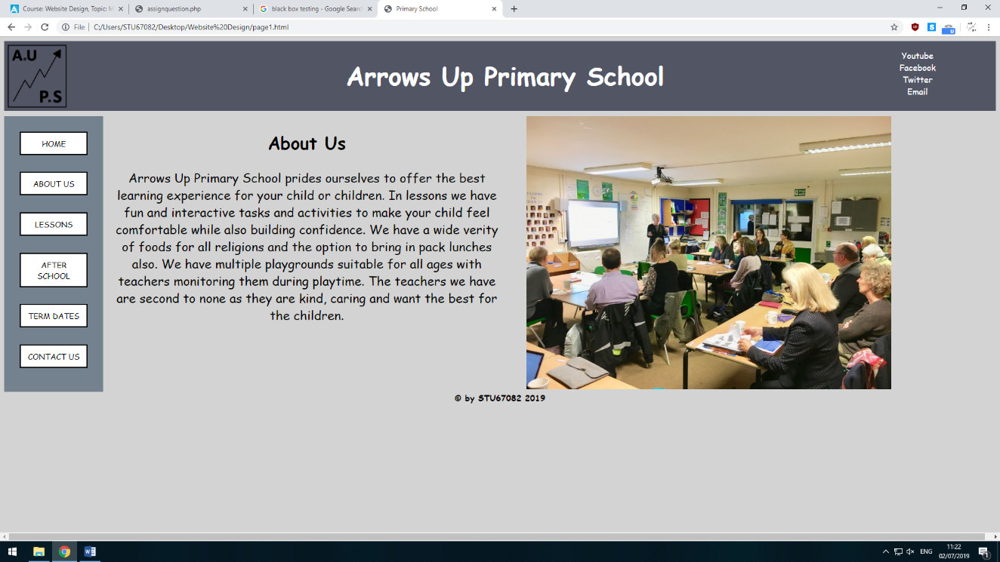 Course: Website Design, Topic: M
assignquestion.php
black box testing - Google Searc
Primary School
File
C:/Users/STU67082/Desktop/Website%20Design/page1.html
A.U
P.S
Arrows Up Primary School
Youtube
Facebook
Twitter
Email
HOME
ABOUT US
LESSONS
AFTER
SCHOOL
TERM DATES
CONTACT US
About Us
Arrows Up Primary School prides ourselves to offer the best
learning experience for your child or children. In lessons we have
fun and interactive tasks and activities to make your child feel
comfortable while also building confidence. We have a wide verity
of foods for all religions and the option to bring in pack lunches
also. We have multiple playgrounds suitable for all ages with
teachers monitoring them during playtime. The teachers we have
are second to none as they are kind, caring and want the best for
the children.
© by STU67082 2019
ENG
11:22
02/07/2019
1